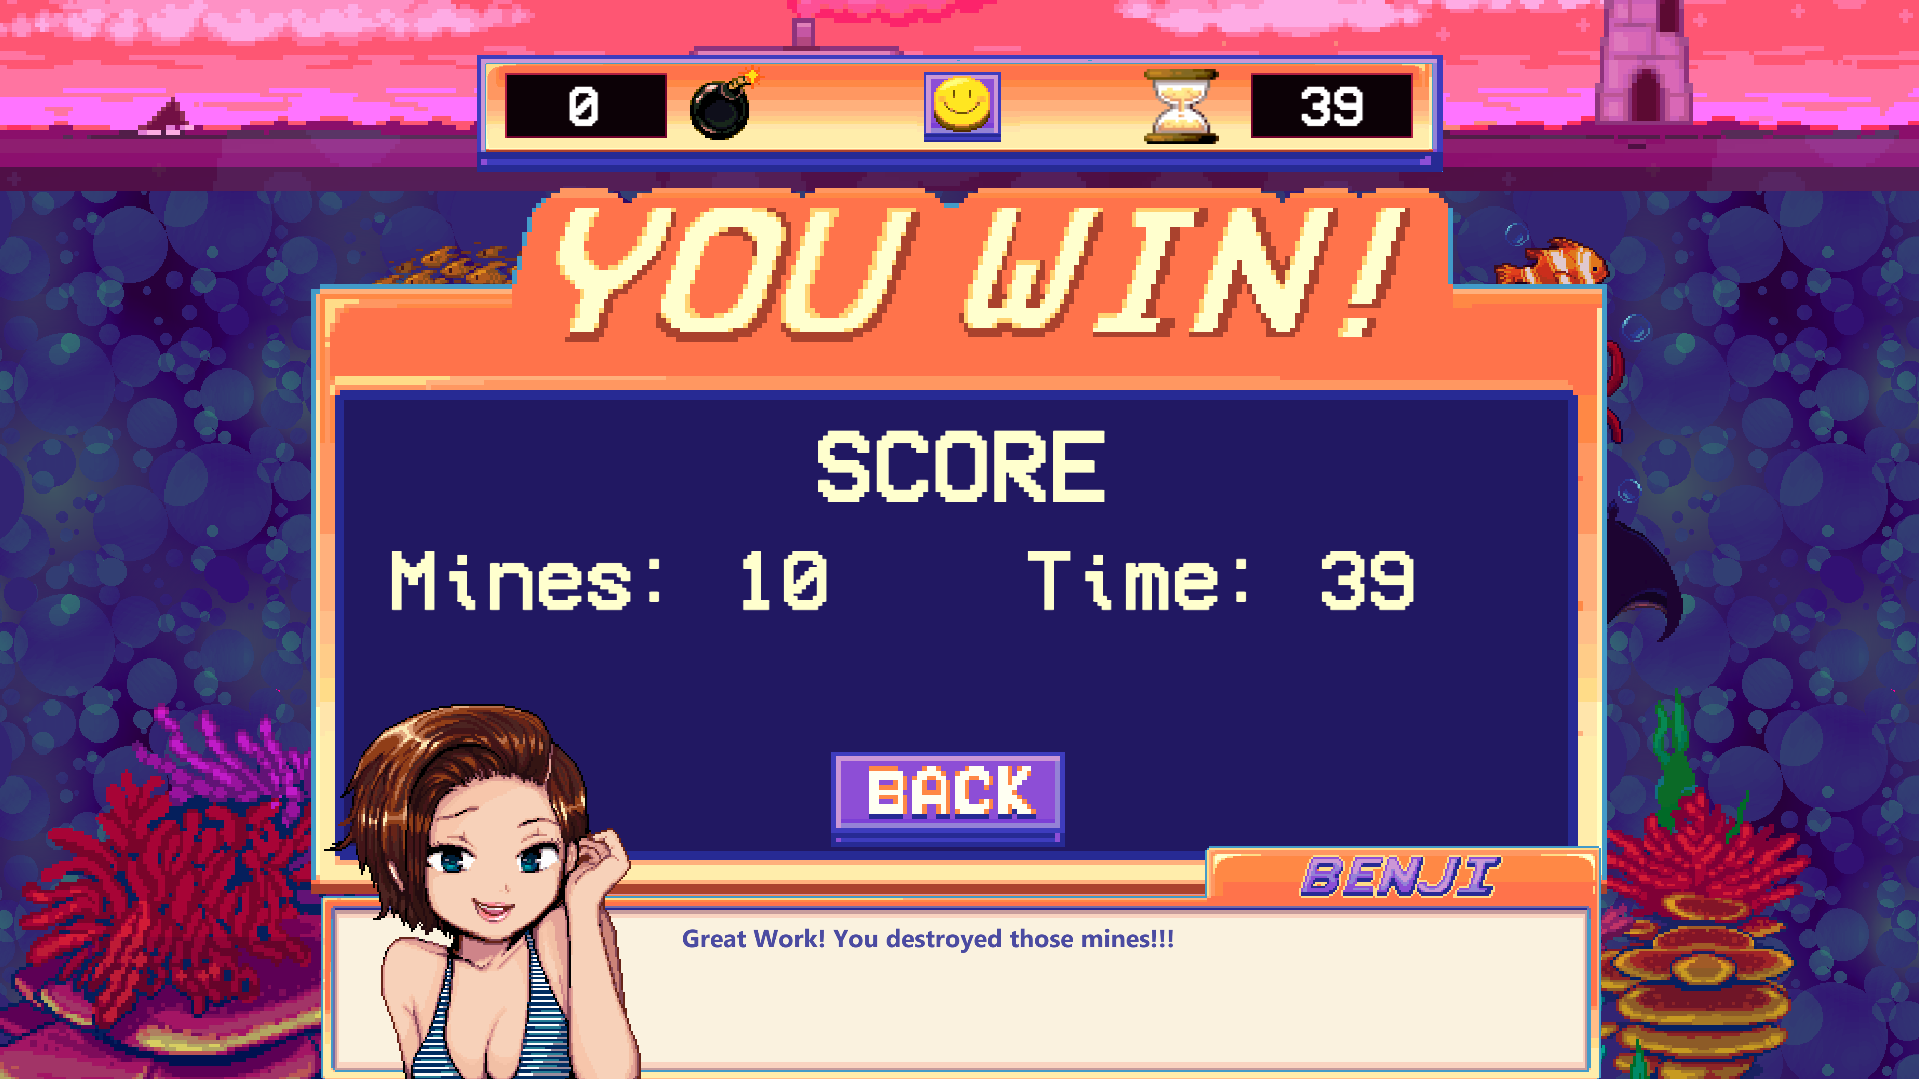 0 39
YOU WIN!
SCORE
Mines: 10 Time: 39
BACK
BENJI
Great Work! You destroyed those mines!!!